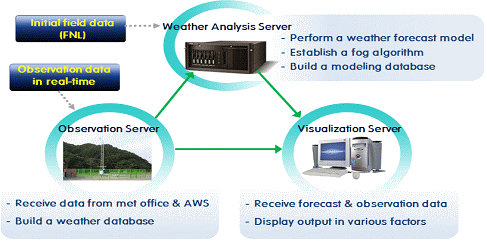 Initial field data
(FNL)
Weather Analysis Server
- Perform a weather forecast model
- Establish a fog algorithm
- Build a modeling database
Observation data
in real-time
Observation Server
Visualization Server
- Receive data from met office & AWS
- Build a weather database
- Receive forecast & observation data
- Display output in various factors